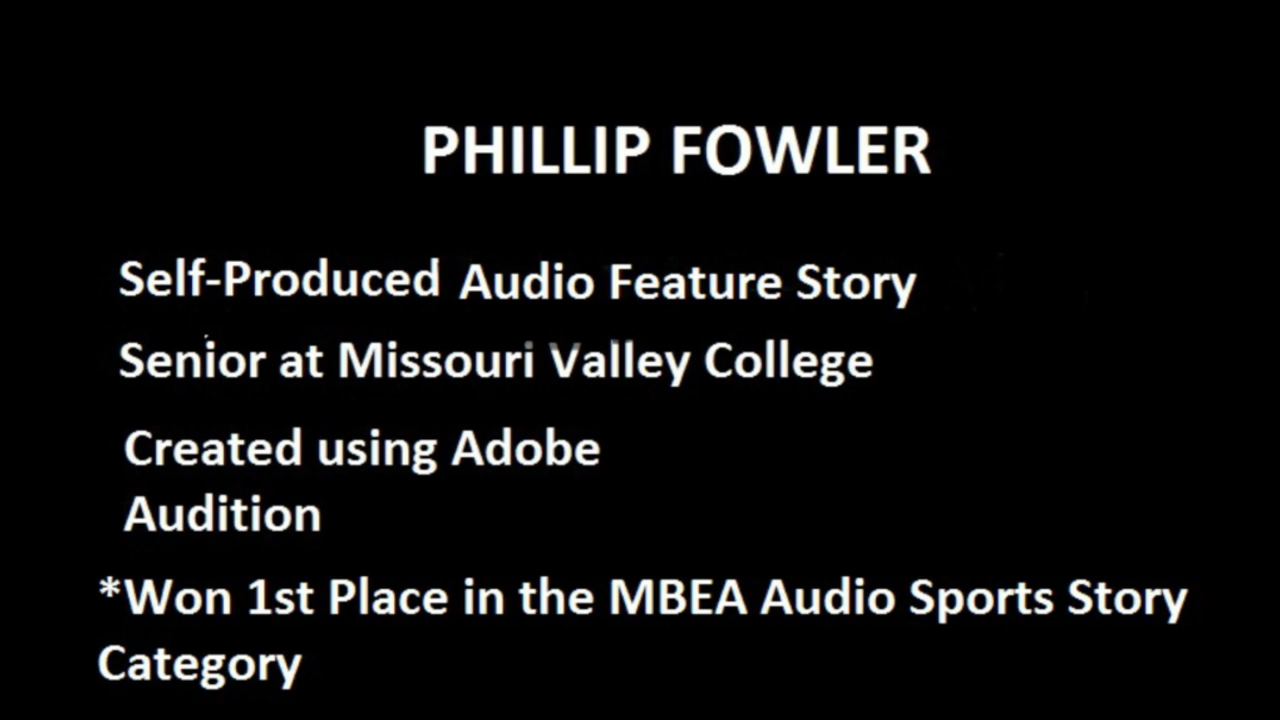 PHILLIP FOWLER
Self-Produced Audio Feature Story
Senior at Missouri Valley College
Created using Adobe
Audition
*Won 1st Place in the MBEA Audio Sports Story
Category